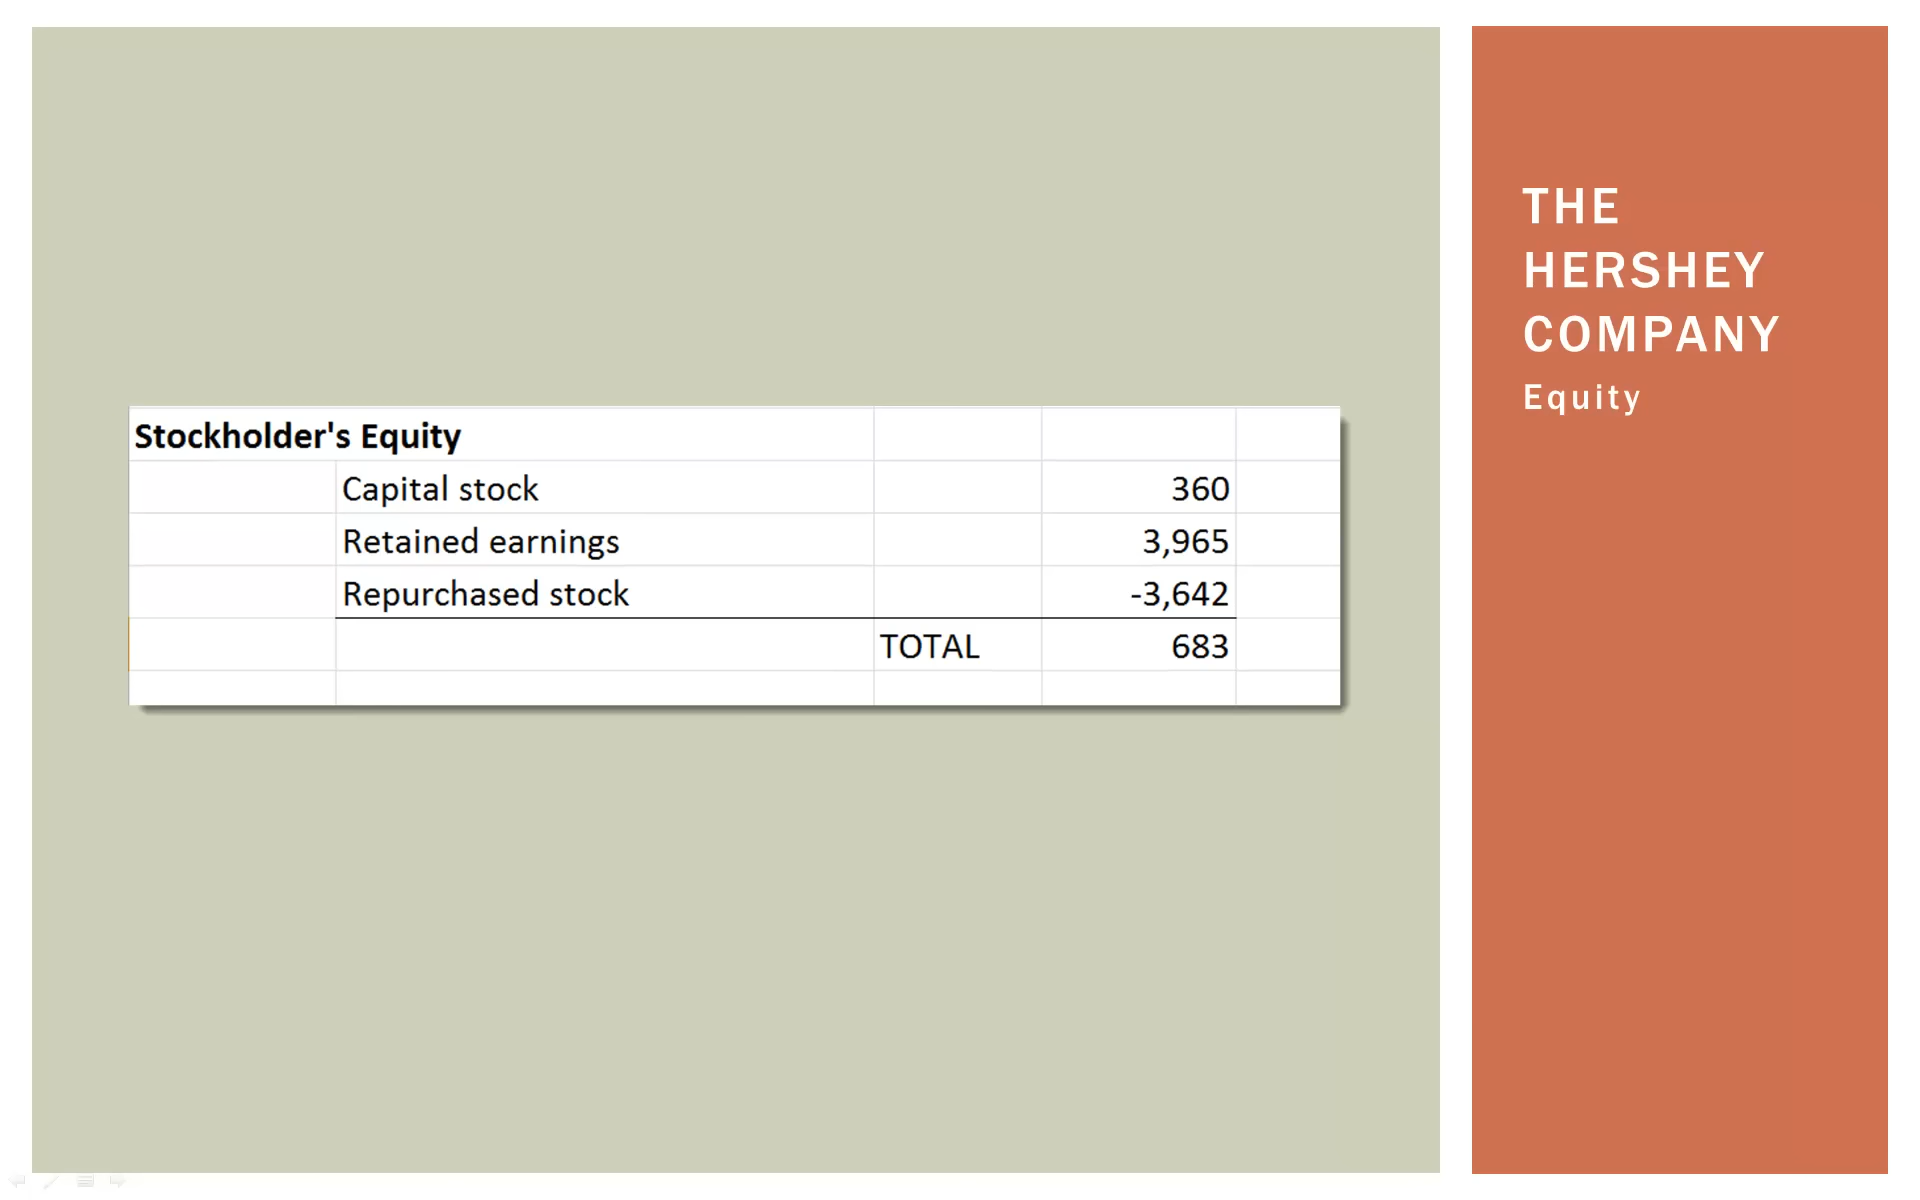 THE
HERSHEY
COMPANY
Equity
Stockholder's Equity
Capital stock 360
Retained earnings 3,965
Repurchased stock -3,642
TOTAL 683